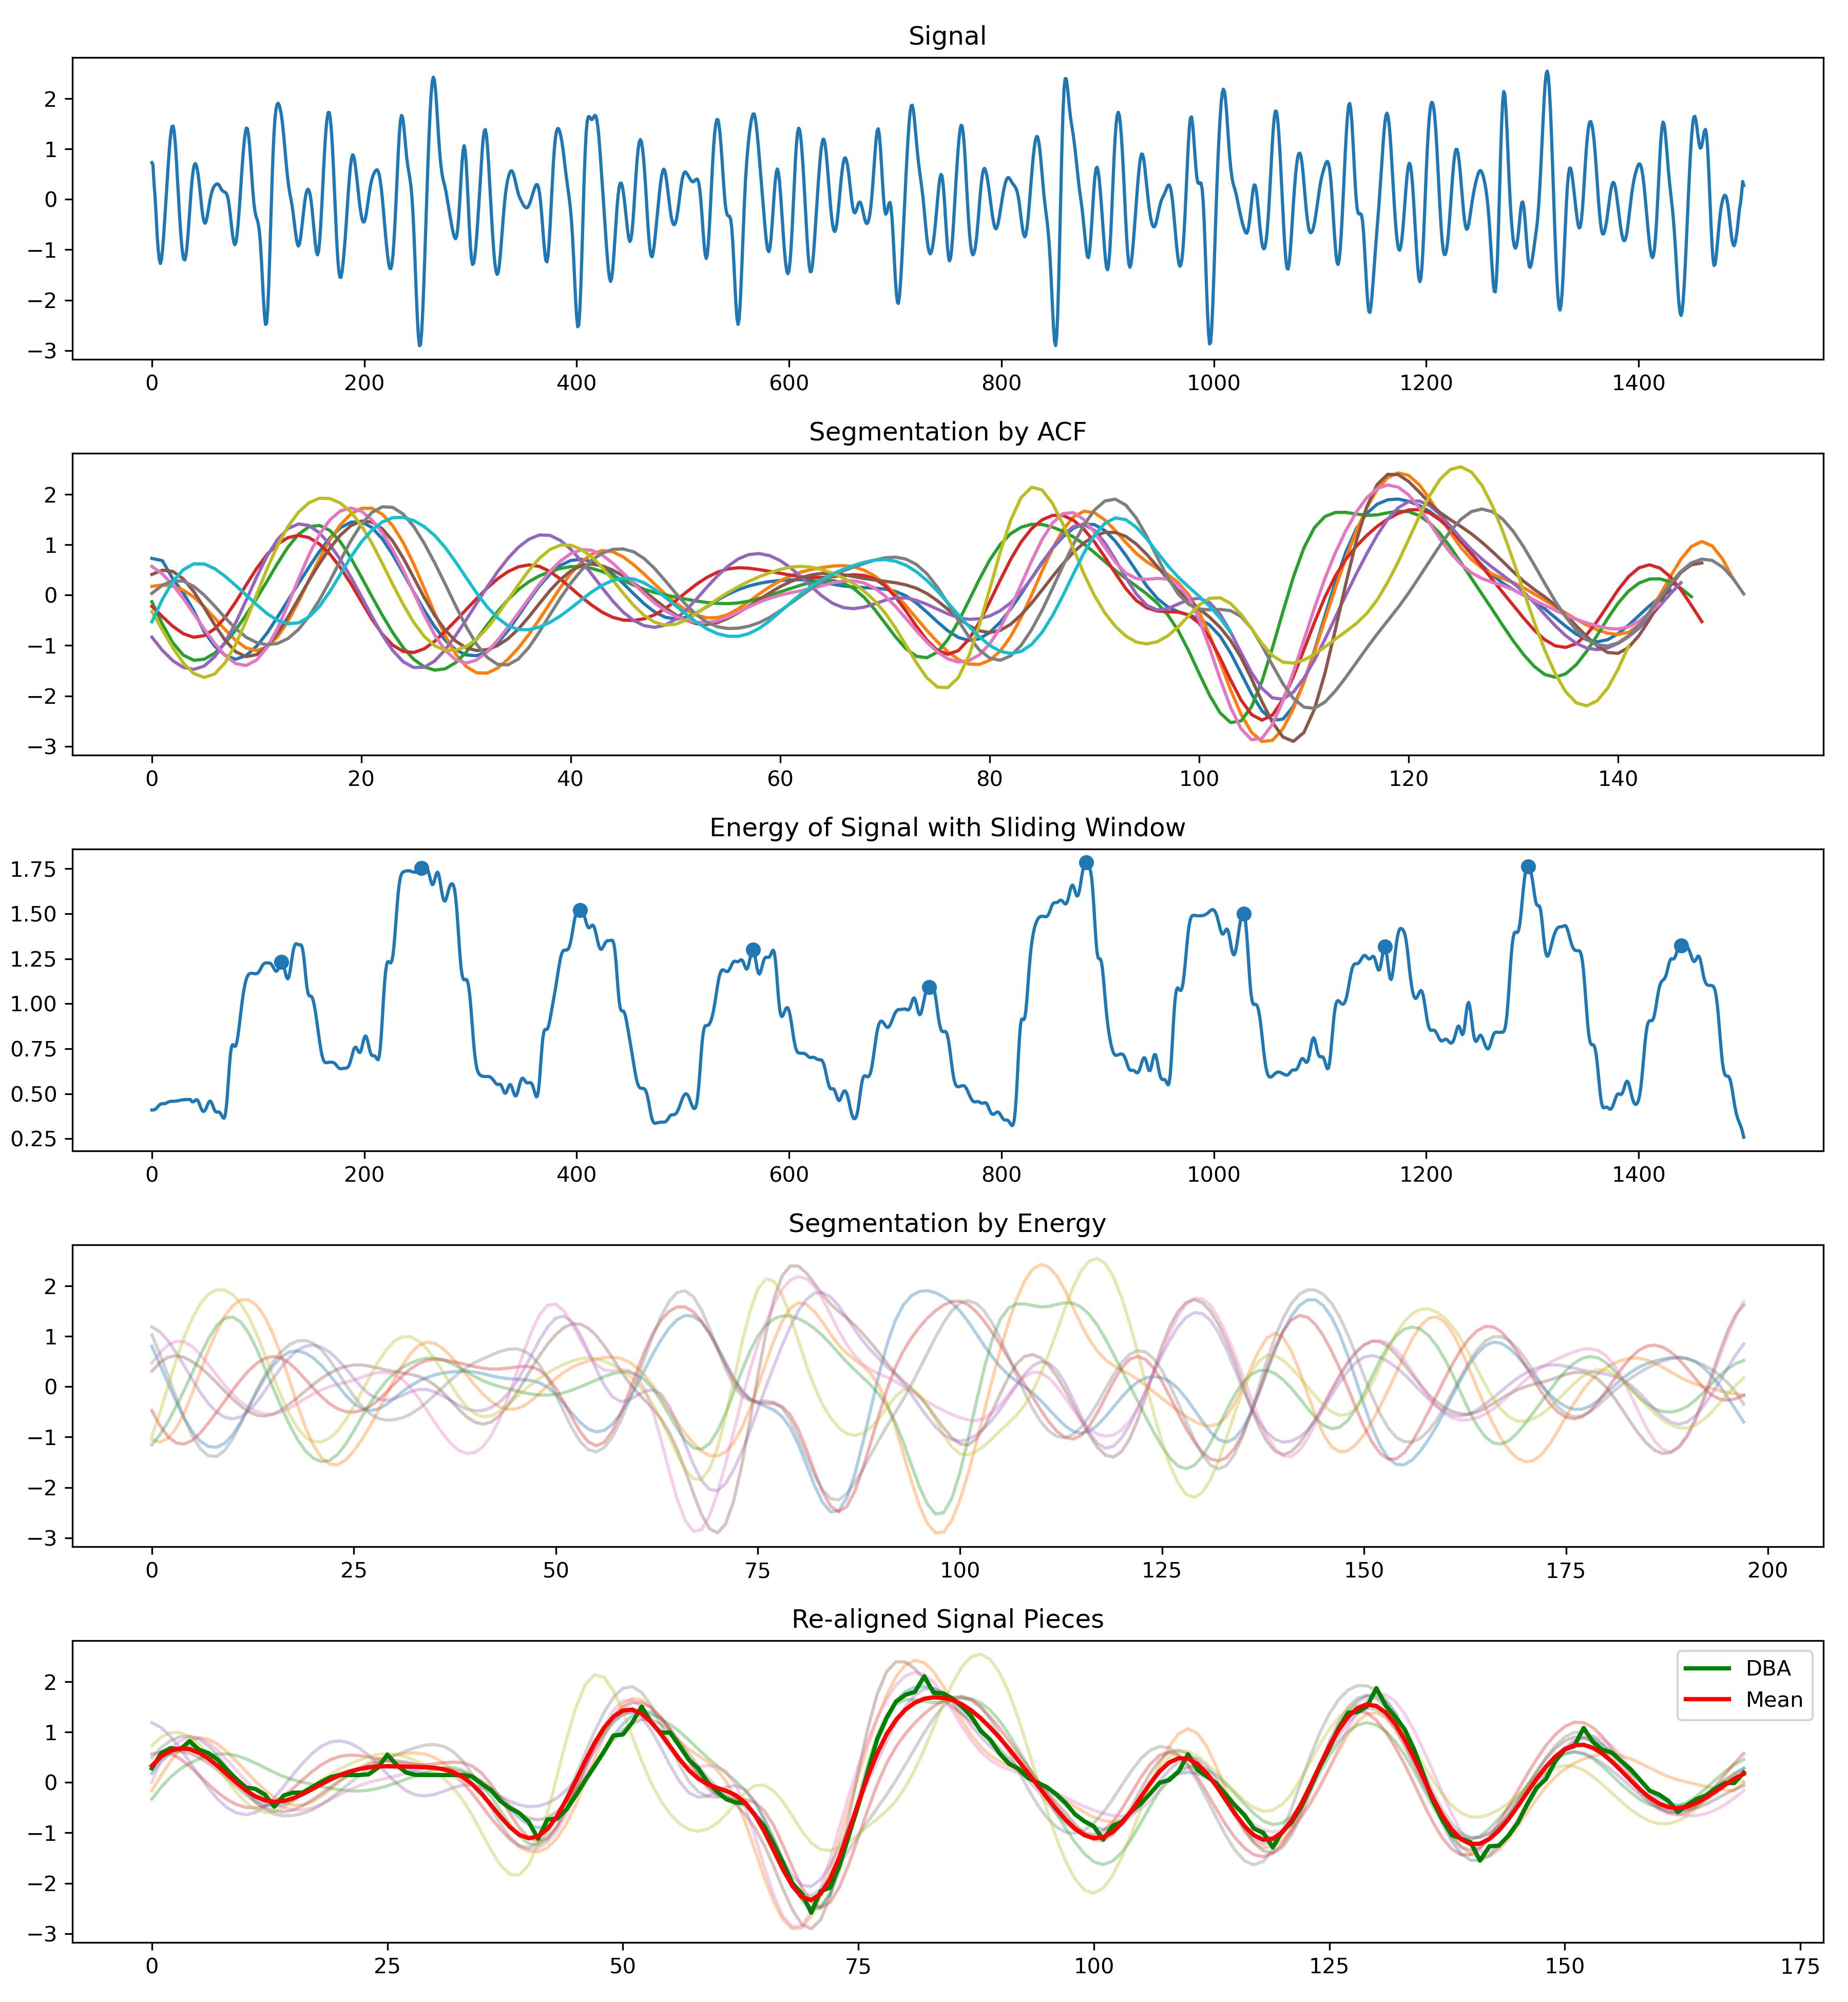 Signal
2
1
0
−1
−2
−3
0 200 400 600 800 1000 1200 1400
Segmentation by ACF
2
1
0
−1
−2
−3
0 20 40 60 80 100 120 140
Energy of Signal with Sliding Window
1.75
1.50
1.25
1.00
0.75
0.50
0.25
0 200 400 600 800 1000 1200 1400
Segmentation by Energy
2
1
0
−1
−2
−3
0 25 50 75 100 125 150 175 200
Re-aligned Signal Pieces
DBA
Mean
2
1
0
−1
−2
−3
0 25 50 75 100 125 150 175